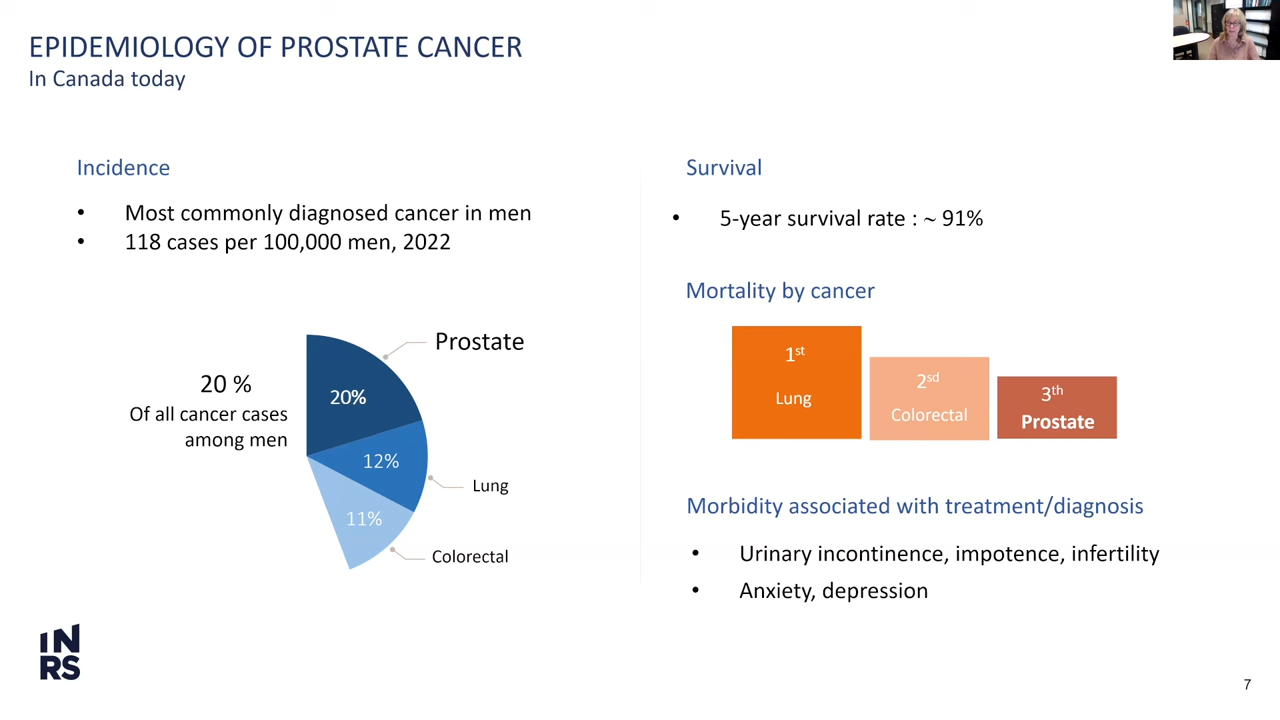 EPIDEMIOLOGY OF PROSTATE CANCER
In Canada today
Incidence
• Most commonly diagnosed cancer in men
• 118 cases per 100,000 men, 2022
20 %
Of all cancer cases
among men
Prostate
20%
12%
Lung
11%
Colorectal
Survival
• 5-year survival rate : ~ 91%
Mortality by cancer
1st
Lung
2sd
Colorectal
3th
Prostate
Morbidity associated with treatment/diagnosis
• Urinary incontinence, impotence, infertility
• Anxiety, depression
INRS
7